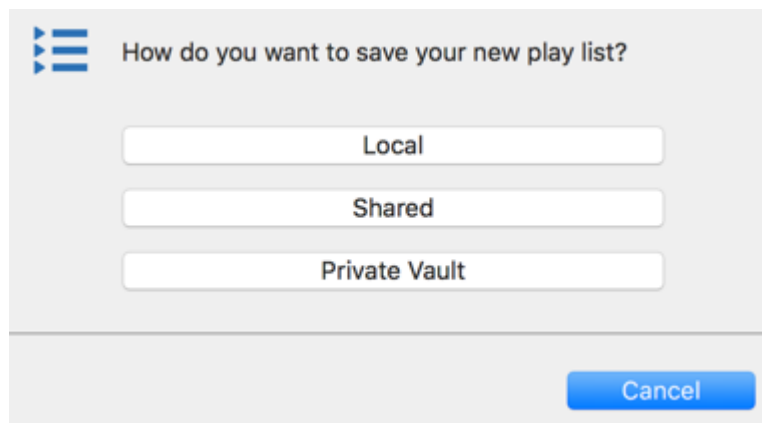 How do you want to save your new play list?
Local
Shared
Private Vault
Cancel